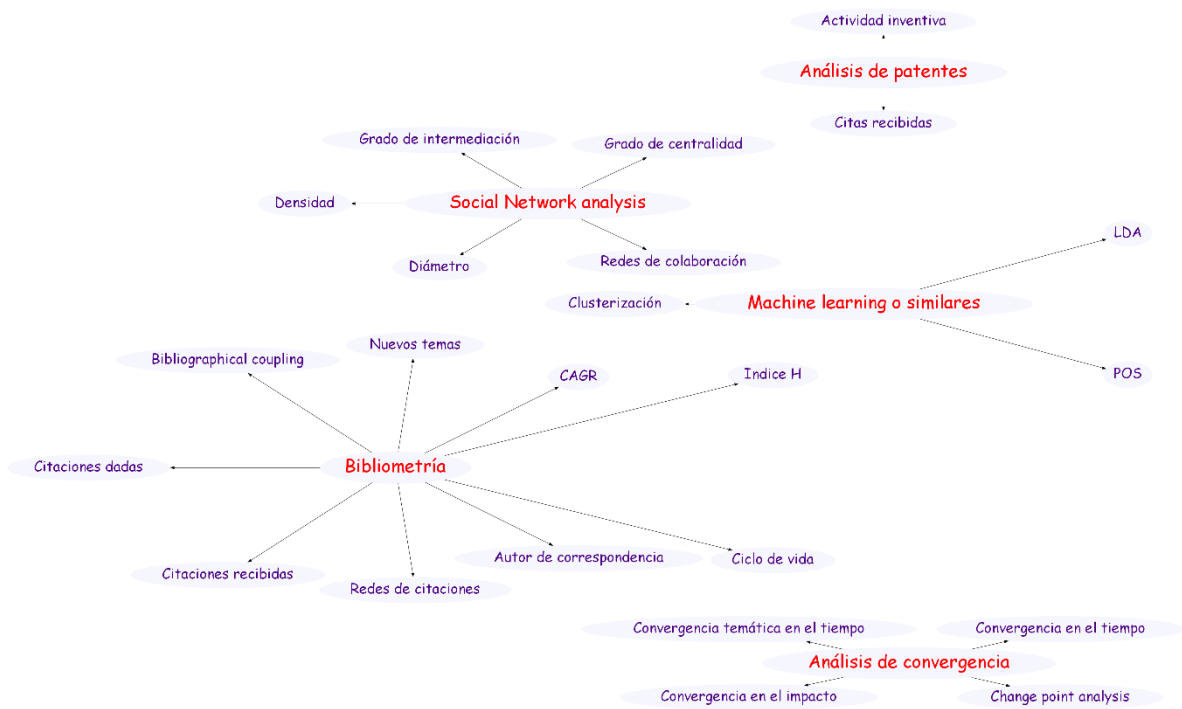 Actividad inventiva
Análisis de patentes
Citas recibidas
Grado de intermediación
Grado de centralidad
Densidad
Social Network analysis
Diámetro
Redes de colaboración
LDA
Clusterización
Machine learning o similares
POS
Bibliographical coupling
Nuevos temas
CAGR
Indice H
Citaciones dadas
Bibliometría
Citaciones recibidas
Redes de citaciones
Autor de correspondencia
Ciclo de vida
Convergencia temática en el tiempo
Convergencia en el tiempo
Análisis de convergencia
Convergencia en el impacto
Change point analysis